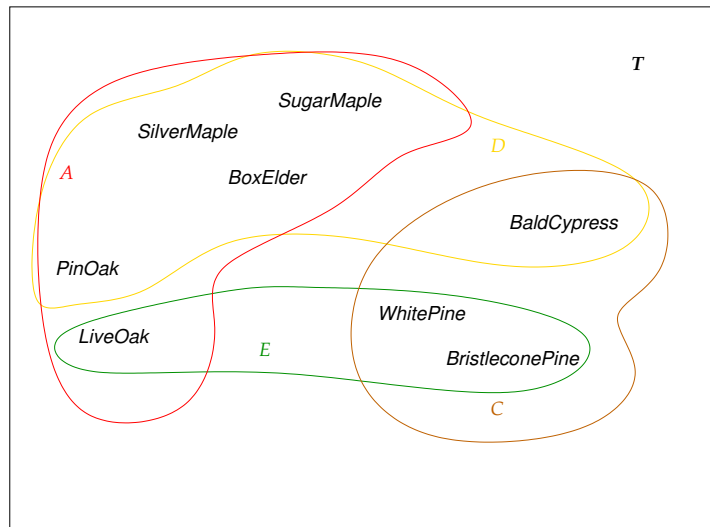 T
SugarMaple
SilverMaple
D
A
BoxElder
BaldCypress
PinOak
WhitePine
LiveOak
E
BristleconePine
C